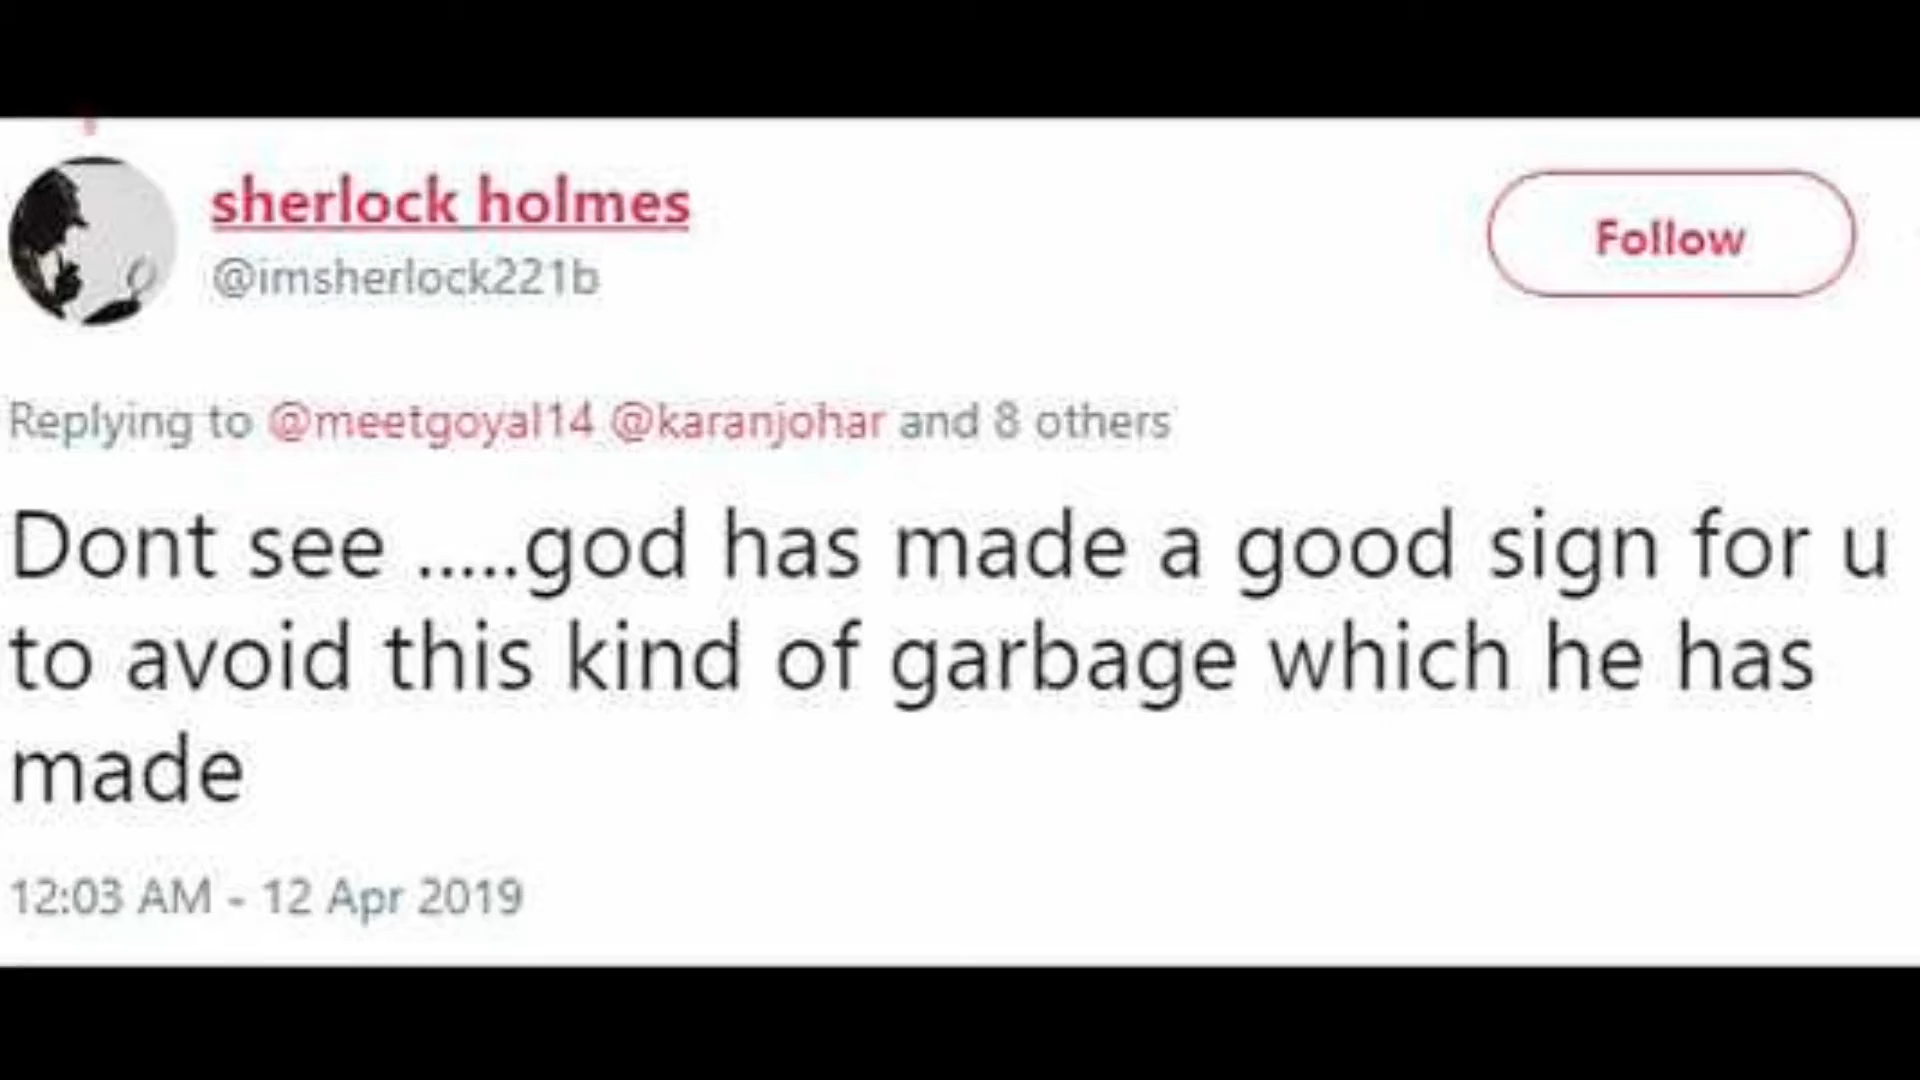 sherlock holmes
Follow
@imsherlock221b
Replying to @meetgoyal14 @karanjohar and 8 others
Dont see .....god has made a good sign for u
to avoid this kind of garbage which he has
made
12:03 AM - 12 Apr 2019